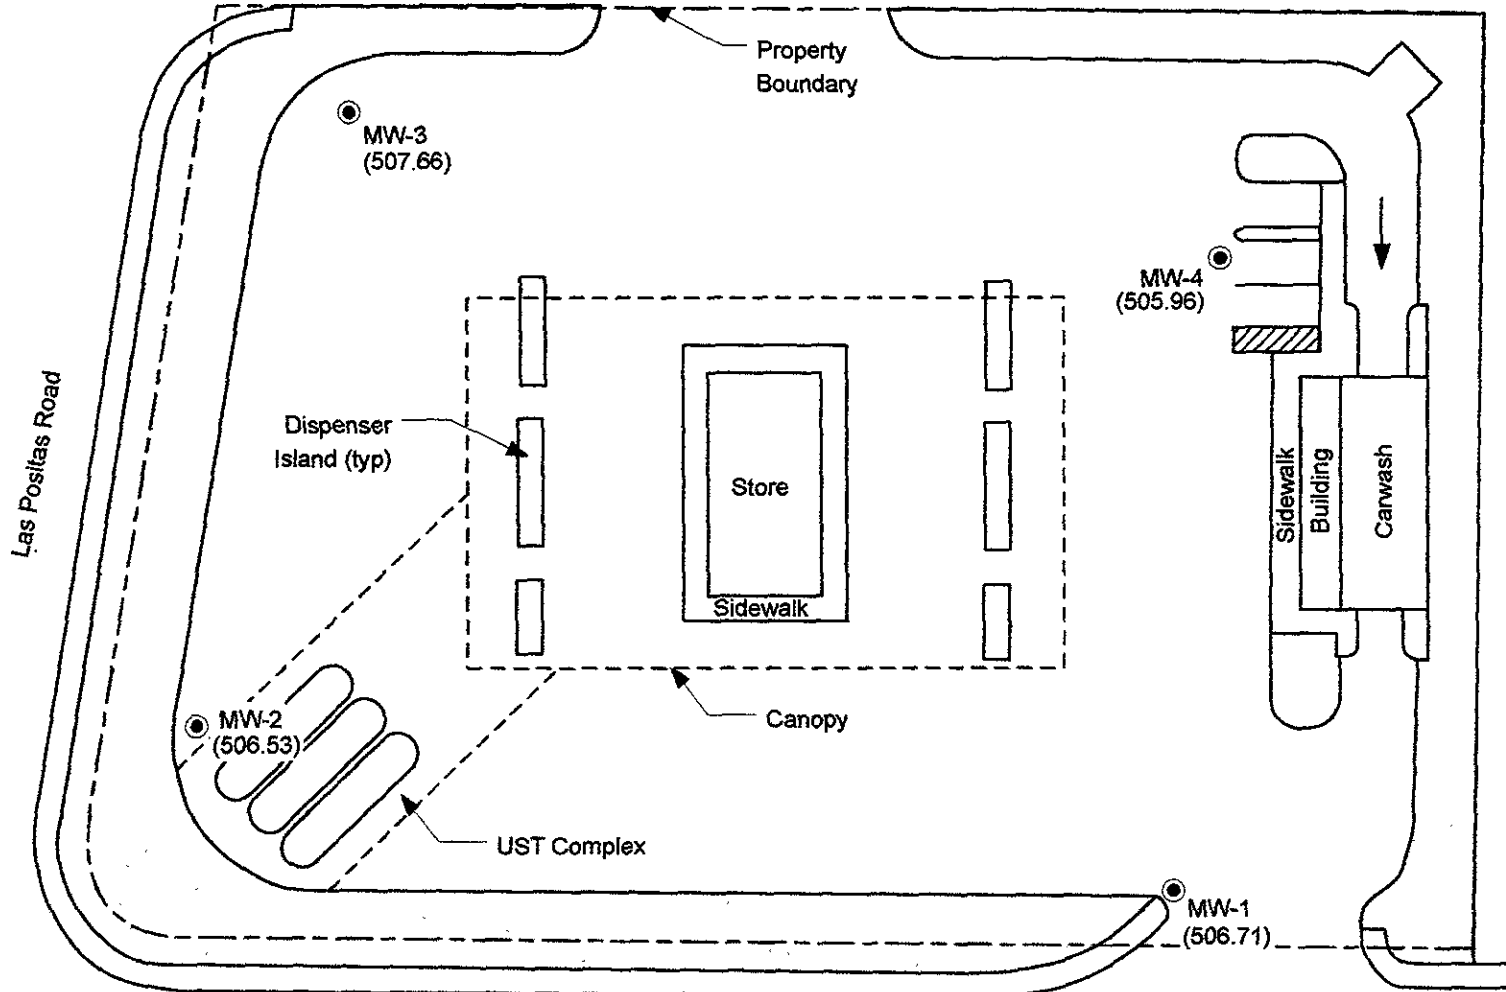 Property
Boundary
MW-3
(507.66)
MW-4
(505.96)
Las Positas Road
Dispenser
Island (typ)
Store
Sidewalk
Sidewalk
Building
Carwash
MW-2
(506.53)
Canopy
UST Complex
MW-1
(506.71)